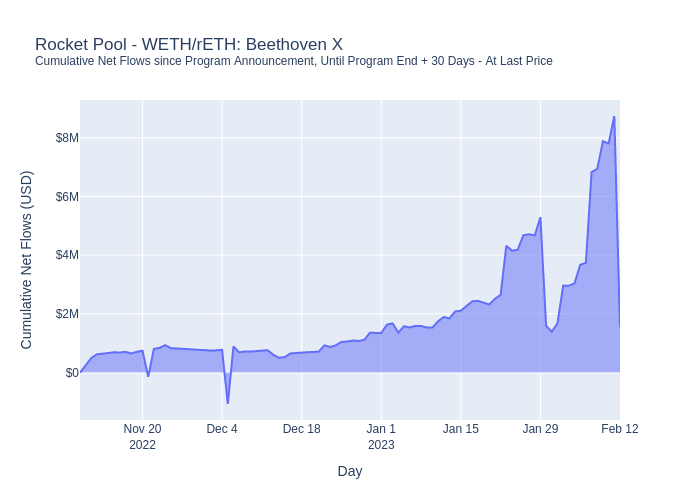 Rocket Pool - WETH/rETH: Beethoven X
Cumulative Net Flows since Program Announcement, Until Program End + 30 Days - At Last Price
Cumulative Net Flows (USD)
$8M
$6M
$4M
$2M
$0
Nov 20
2022
Dec 4
Dec 18
Jan 1
2023
Jan 15
Jan 29
Feb 12
Day